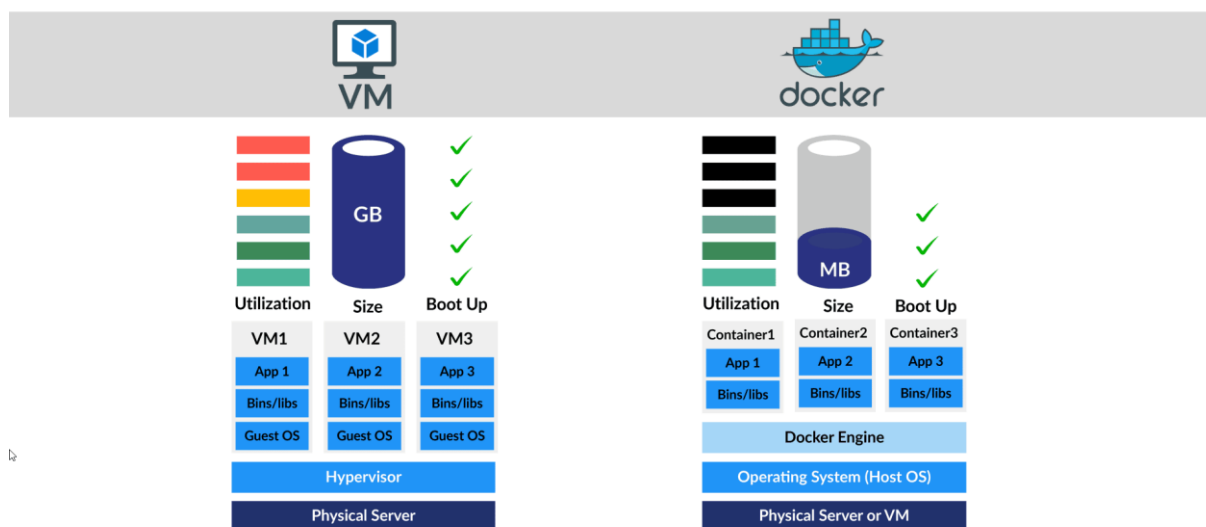 VM
docker
GB
MB
Utilization Size Boot Up
Utilization Size Boot Up
VM1 VM2 VM3
App 1 App 2 App 3
Bins/libs Bins/libs Bins/libs
Guest OS Guest OS Guest OS
Hypervisor
Physical Server
Container1 Container2 Container3
App 1 App 2 App 3
Bins/libs Bins/libs Bins/libs
Docker Engine
Operating System (Host OS)
Physical Server or VM